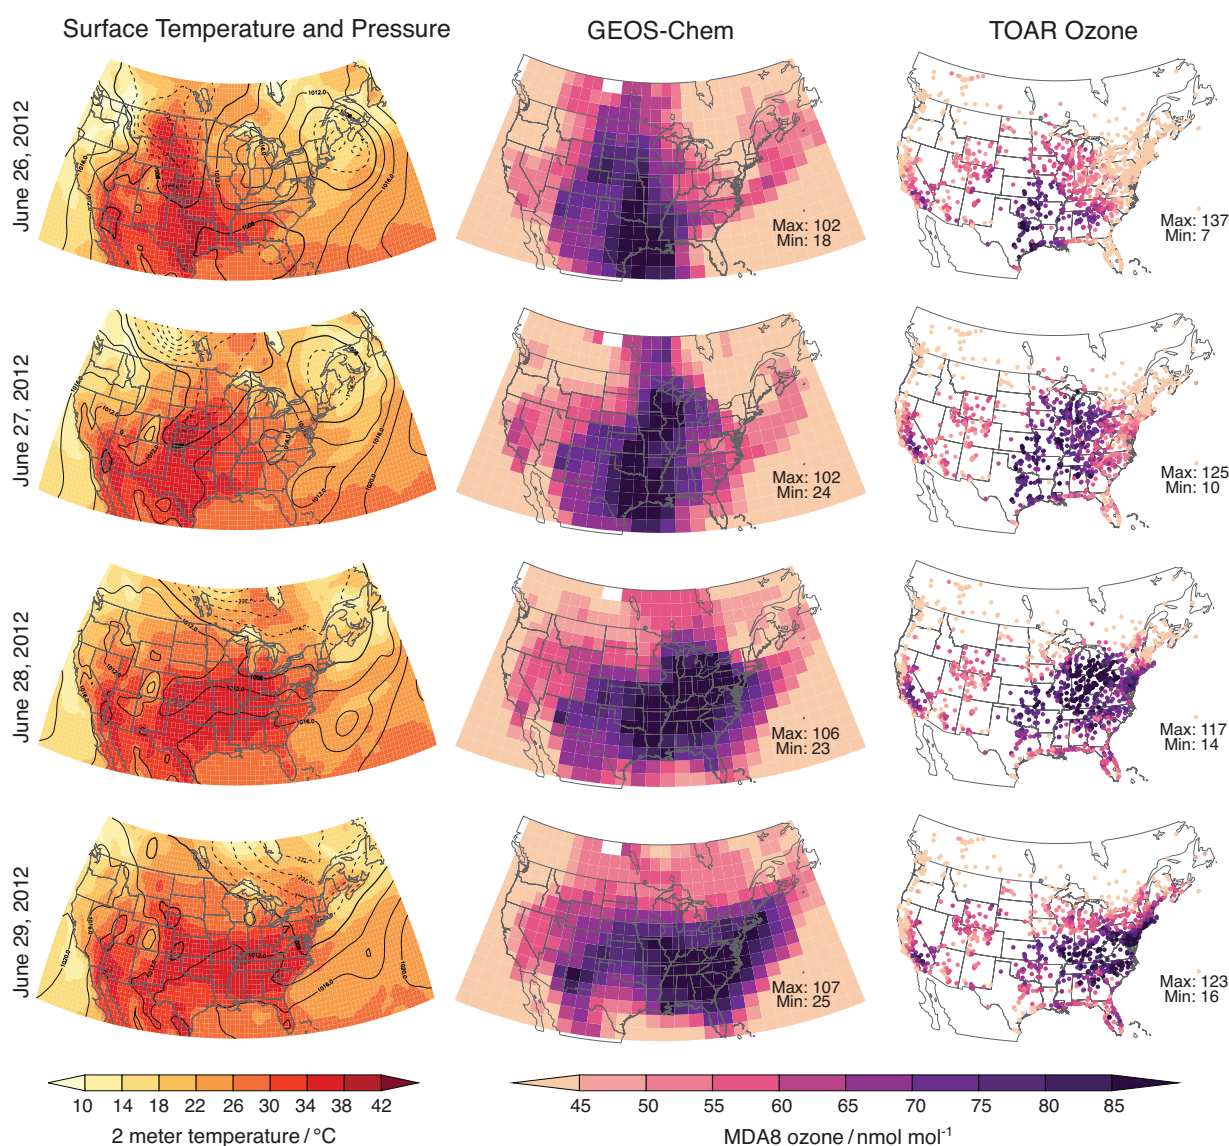 Surface Temperature and Pressure
GEOS-Chem
TOAR Ozone
June 26, 2012
Max: 102
Min: 18
Max: 137
Min: 7
June 27, 2012
Max: 102
Min: 24
Max: 125
Min: 10
June 28, 2012
Max: 106
Min: 23
Max: 117
Min: 14
June 29, 2012
Max: 107
Min: 25
Max: 123
Min: 16
10 14 18 22 26 30 34 38 42
2 meter temperature / °C
45 50 55 60 65 70 75 80 85
MDA8 ozone / nmol mol⁻¹